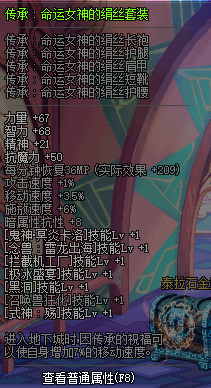 传承:命运女神的绢丝套装
传承:命运女神的绢丝长袍
传承:命运女神的绢丝护腿
传承:命运女神的绢丝肩甲
传承:命运女神的绢丝短靴
传承:命运女神的绢丝护腰
力量 +67
智力 +68
精神 +21
抗魔力 +50
每分钟恢复36MP (实际效果 +209)
攻击速度 +1%
移动速度 +3.5%
施放速度 +6%
暗属性抗性 +8
[鬼神:冥炎卡洛]技能Lv +1
[念兽:雷龙出海]技能Lv +1
[拦截机工厂]技能Lv +1
[极冰盛宴]技能Lv +1
[黑洞]技能Lv +1
[召唤兽狂化]技能Lv +1
[式神:殇]技能Lv +1
进入地下城时因传承的祝福可
以使自身增加7%的移动速度。
泰拉石金
查看普通属性(F8)